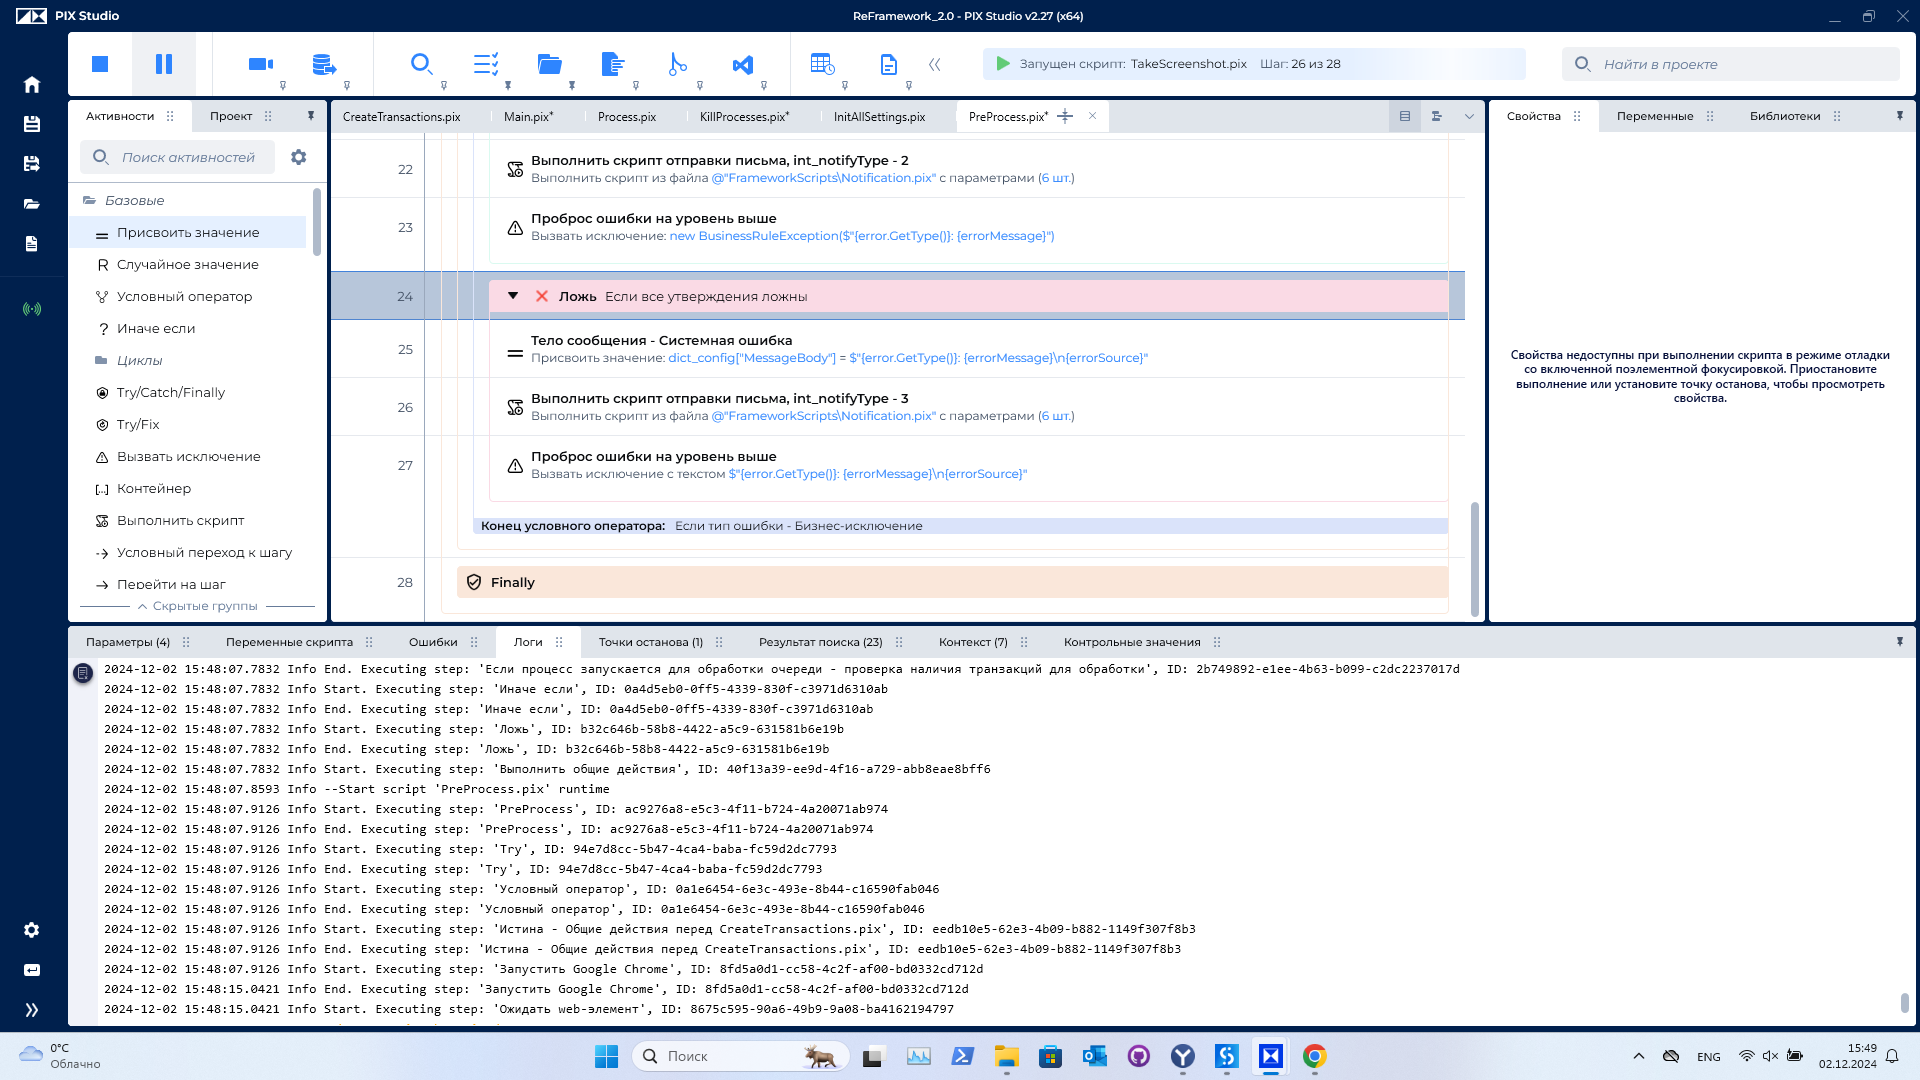 PIX Studio
ReFramework_2.0 - PIX Studio v2.27 (x64)
Запущен скрипт: TakeScreenshot.pix Шаг: 26 из 28
Найти в проекте
Активности
Проект
CreateTransactions.pix
Main.pix*
Process.pix
KillProcesses.pix*
InitAllSettings.pix
PreProcess.pix*
Свойства
Переменные
Библиотеки
Поиск активностей
Базовые
Присвоить значение
Случайное значение
Условный оператор
Иначе если
Циклы
Try/Catch/Finally
Try/Fix
Вызвать исключение
Контейнер
Выполнить скрипт
Условный переход к шагу
Перейти на шаг
Скрытые группы
22
Выполнить скрипт отправки письма, int_notifyType - 2
Выполнить скрипт из файла @"FrameworkScripts\Notification.pix" с параметрами (6 шт.)
23
Проброс ошибки на уровень выше
Вызвать исключение: new BusinessRuleException($"{error.GetType()}: {errorMessage}")
24
Ложь Если все утверждения ложны
25
Тело сообщения - Системная ошибка
Присвоить значение: dict_config["MessageBody"] = $"{error.GetType()}: {errorMessage}\n{errorSource}"
26
Выполнить скрипт отправки письма, int_notifyType - 3
Выполнить скрипт из файла @"FrameworkScripts\Notification.pix" с параметрами (6 шт.)
27
Проброс ошибки на уровень выше
Вызвать исключение с текстом $"{error.GetType()}: {errorMessage}\n{errorSource}"
Конец условного оператора: Если тип ошибки - Бизнес-исключение
28
Finally
Свойства недоступны при выполнении скрипта в режиме отладки
со включенной поэлементной фокусировкой. Приостановите
выполнение или установите точку останова, чтобы просмотреть
свойства.
Параметры (4)
Переменные скрипта
Ошибки
Логи
Точки останова (1)
Результат поиска (23)
Контекст (7)
Контрольные значения
2024-12-02 15:48:07.7832 Info End. Executing step: 'Если процесс запускается для обработки очереди - проверка наличия транзакций для обработки', ID: 2b749892-e1ee-4b63-b099-c2dc2237017d
2024-12-02 15:48:07.7832 Info Start. Executing step: 'Иначе если', ID: 0a4d5eb0-0ff5-4339-830f-c3971d6310ab
2024-12-02 15:48:07.7832 Info End. Executing step: 'Иначе если', ID: 0a4d5eb0-0ff5-4339-830f-c3971d6310ab
2024-12-02 15:48:07.7832 Info Start. Executing step: 'Ложь', ID: b32c646b-58b8-4422-a5c9-631581b6e19b
2024-12-02 15:48:07.7832 Info End. Executing step: 'Ложь', ID: b32c646b-58b8-4422-a5c9-631581b6e19b
2024-12-02 15:48:07.7832 Info Start. Executing step: 'Выполнить общие действия', ID: 40f13a39-ee9d-4f16-a729-abb8eae8bff6
2024-12-02 15:48:07.8593 Info --Start script 'PreProcess.pix' runtime
2024-12-02 15:48:07.9126 Info Start. Executing step: 'PreProcess', ID: ac9276a8-e5c3-4f11-b724-4a20071ab974
2024-12-02 15:48:07.9126 Info End. Executing step: 'PreProcess', ID: ac9276a8-e5c3-4f11-b724-4a20071ab974
2024-12-02 15:48:07.9126 Info Start. Executing step: 'Try', ID: 94e7d8cc-5b47-4ca4-baba-fc59d2dc7793
2024-12-02 15:48:07.9126 Info End. Executing step: 'Try', ID: 94e7d8cc-5b47-4ca4-baba-fc59d2dc7793
2024-12-02 15:48:07.9126 Info Start. Executing step: 'Условный оператор', ID: 0a1e6454-6e3c-493e-8b44-c16590fab046
2024-12-02 15:48:07.9126 Info End. Executing step: 'Условный оператор', ID: 0a1e6454-6e3c-493e-8b44-c16590fab046
2024-12-02 15:48:07.9126 Info Start. Executing step: 'Истина - Общие действия перед CreateTransactions.pix', ID: eedb10e5-62e3-4b09-b882-1149f307f8b3
2024-12-02 15:48:07.9126 Info End. Executing step: 'Истина - Общие действия перед CreateTransactions.pix', ID: eedb10e5-62e3-4b09-b882-1149f307f8b3
2024-12-02 15:48:07.9126 Info Start. Executing step: 'Запустить Google Chrome', ID: 8fd5a0d1-cc58-4c2f-af00-bd0332cd712d
2024-12-02 15:48:15.0421 Info End. Executing step: 'Запустить Google Chrome', ID: 8fd5a0d1-cc58-4c2f-af00-bd0332cd712d
2024-12-02 15:48:15.0421 Info Start. Executing step: 'Ожидать web-элемент', ID: 8675c595-90a6-49b9-9a08-ba4162194797
0°C
Облачно
Поиск
ENG
15:49
02.12.2024